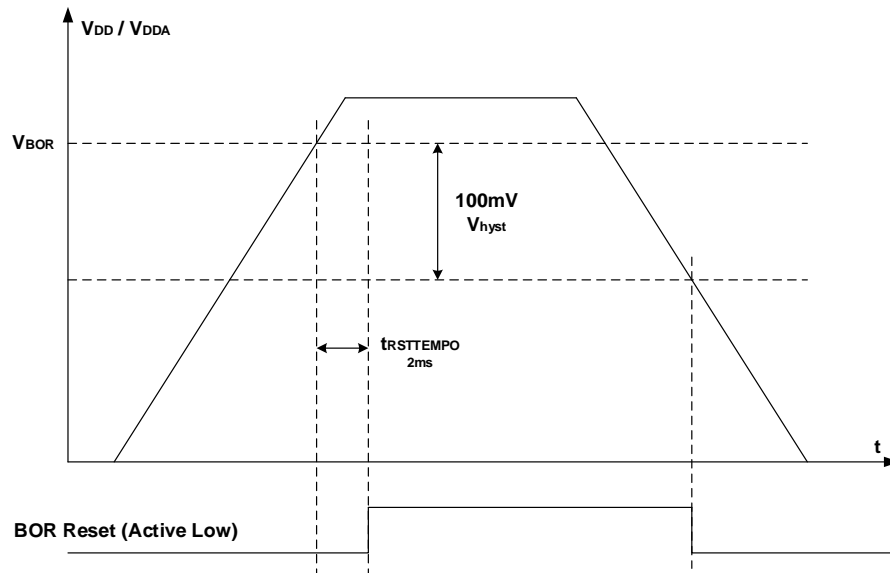 VDD / VDDA
VBOR
100mV
Vhyst
tRSTTEMPO
2ms
t
BOR Reset (Active Low)